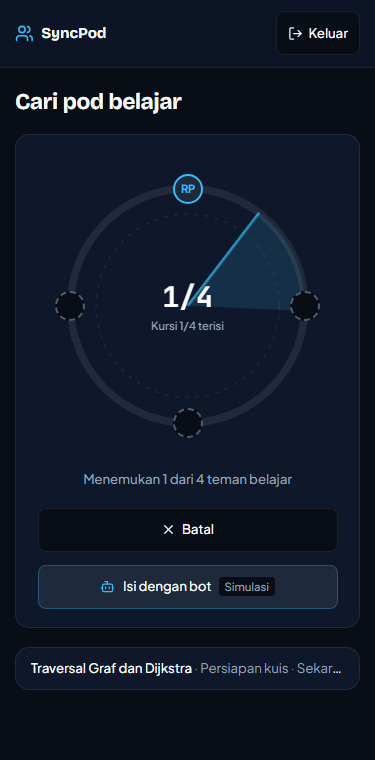 SyncPod
Keluar
Cari pod belajar
RP
1/4
Kursi 1/4 terisi
Menemukan 1 dari 4 teman belajar
Batal
Isi dengan bot Simulasi
Traversal Graf dan Dijkstra · Persiapan kuis · Sekar…